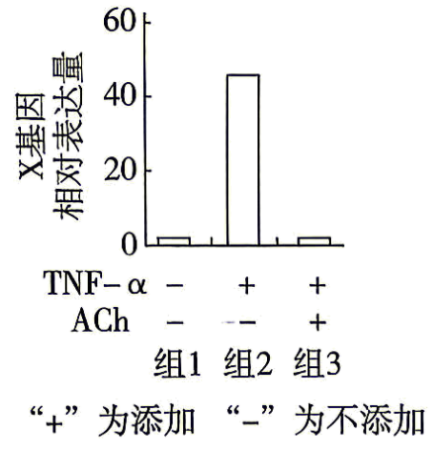 X基因
相对表达量
60
40
20
0
TNF-α - + +
ACh - - +
组1 组2 组3
“+”为添加 “-”为不添加